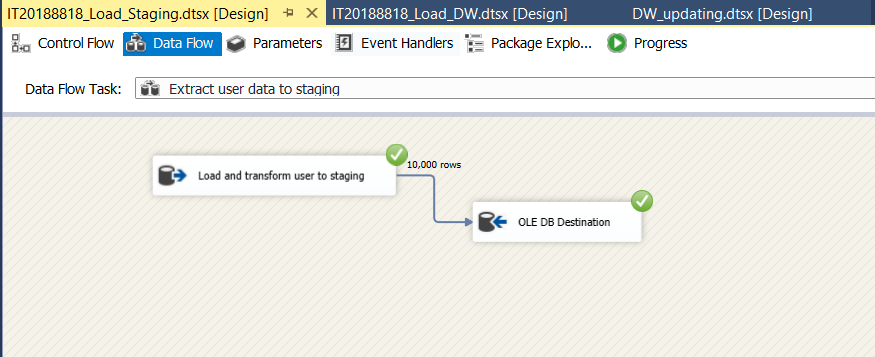 IT20188818_Load_Staging.dtsx [Design] IT20188818_Load_DW.dtsx [Design] DW_updating.dtsx [Design]
Control Flow Data Flow Parameters Event Handlers Package Explo... Progress
Data Flow Task: Extract user data to staging
10,000 rows
Load and transform user to staging
OLE DB Destination